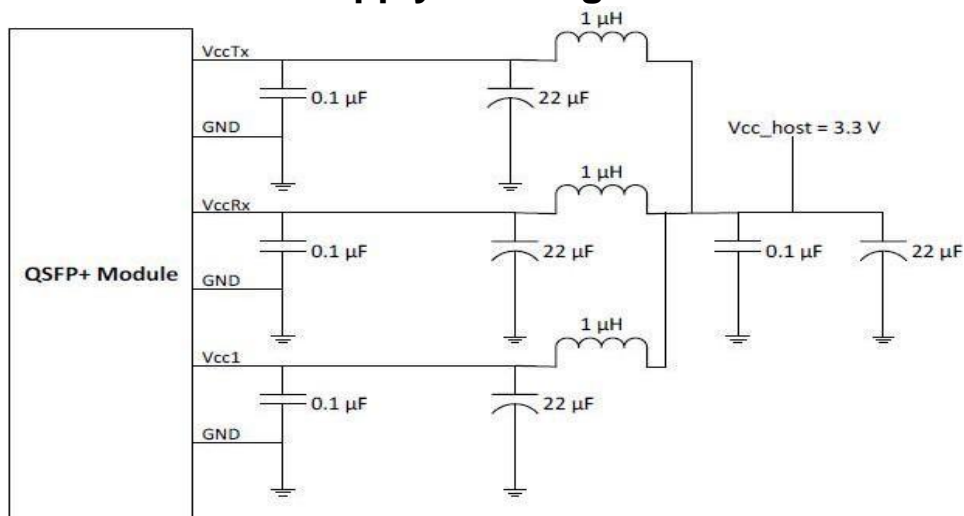 1 µH
VccTx
0.1 µF
22 µF
GND
Vcc_host = 3.3 V
1 µH
VccRx
0.1 µF
22 µF
0.1 µF
22 µF
QSFP+ Module
GND
1 µH
Vcc1
0.1 µF
22 µF
GND